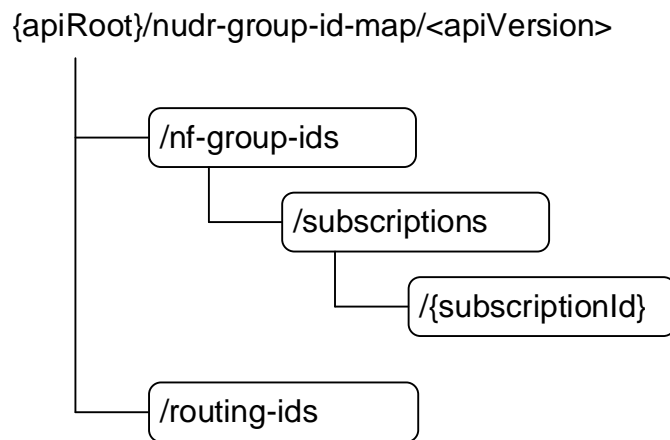 {apiRoot}/nudr-group-id-map/<apiVersion>
/nf-group-ids
/subscriptions
/{subscriptionId}
/routing-ids